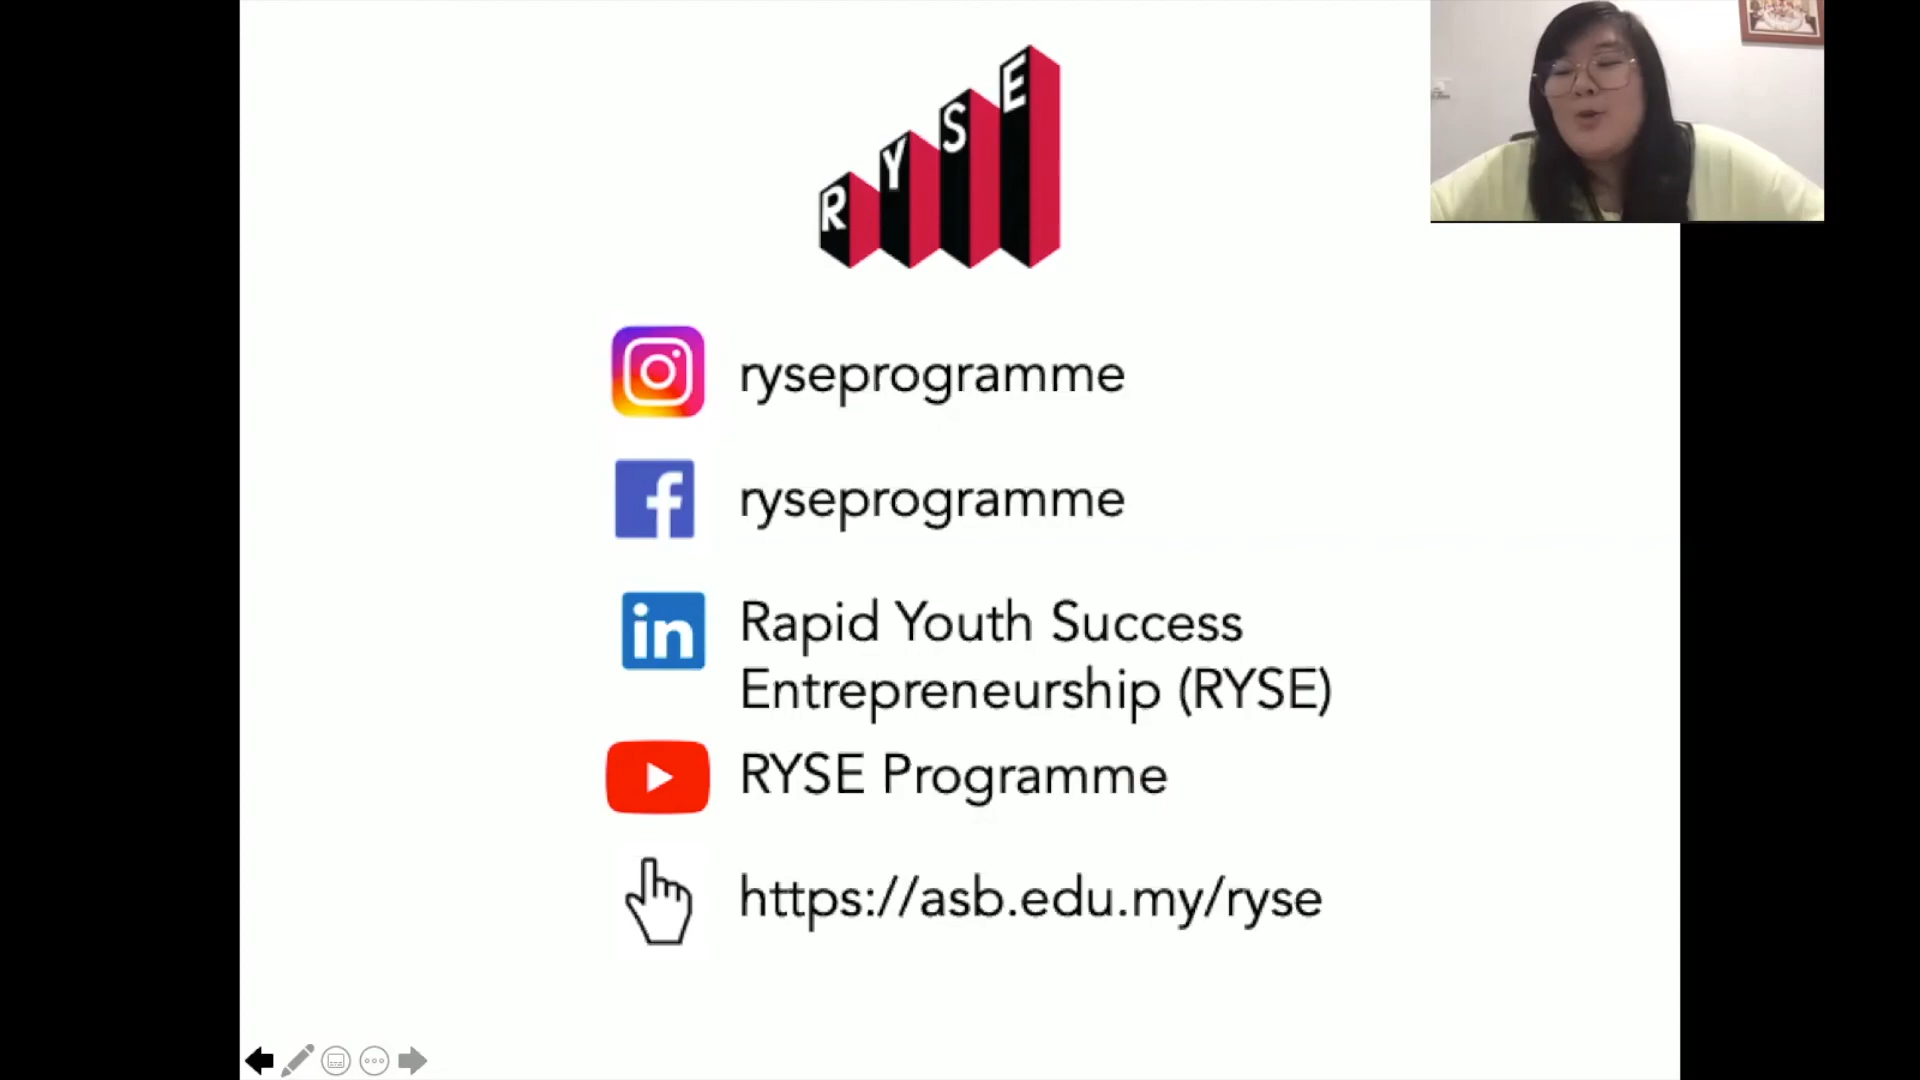 RYSE
ryseprogramme
ryseprogramme
Rapid Youth Success
Entrepreneurship (RYSE)
RYSE Programme
https://asb.edu.my/ryse